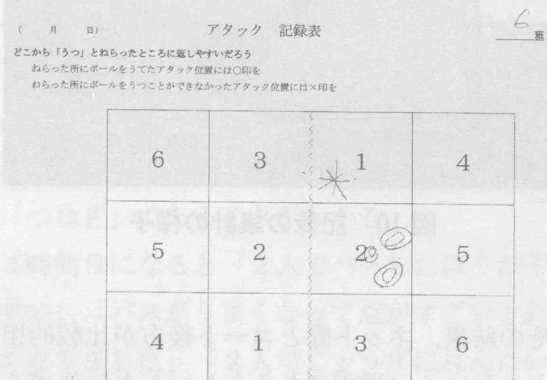 ( 月 日) アタック 記録表 6班
どこから「うつ」とねらったところに返しやすいだろう
ねらった所にボールをうてたアタック位置には○印を
ねらった所にボールをうつことができなかったアタック位置には×印を
6 3 1 4
5 2 2 5
4 1 3 6